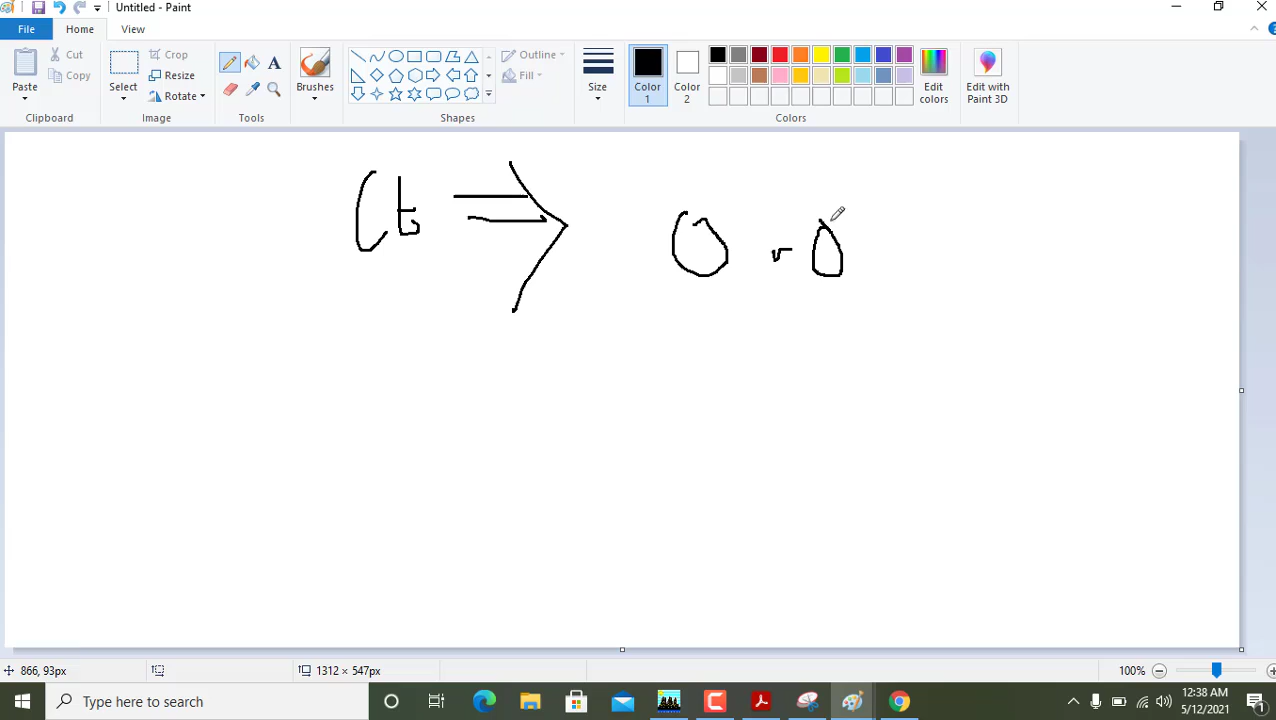 Untitled - Paint
File Home View
Paste
Cut
Copy
Clipboard
Select
Crop
Resize
Rotate
Image
A
Tools
Brushes
Outline
Fill
Shapes
Size
Color 1
Color 2
Edit colors
Colors
Edit with Paint 3D
Ct
0 - 0
866, 93px
1312 × 547px
100%
Type here to search
12:38 AM
5/12/2021